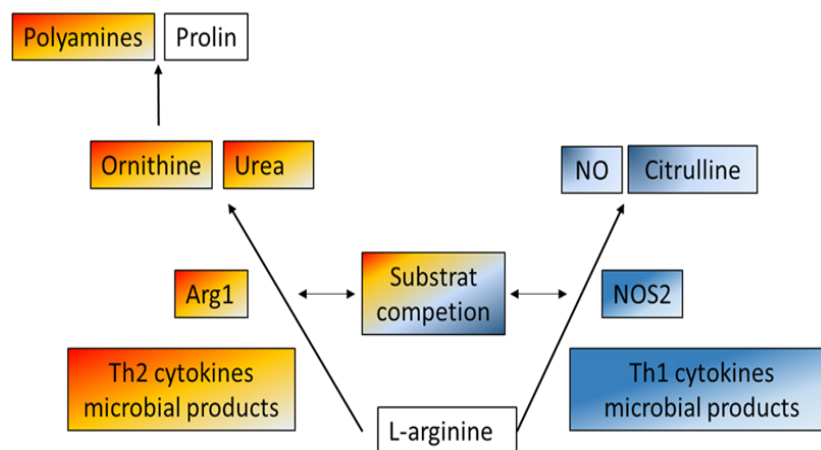 Polyamines Prolin
Ornithine Urea
NO Citrulline
Arg1
Substrat
competion
NOS2
Th2 cytokines
microbial products
Th1 cytokines
microbial products
L-arginine